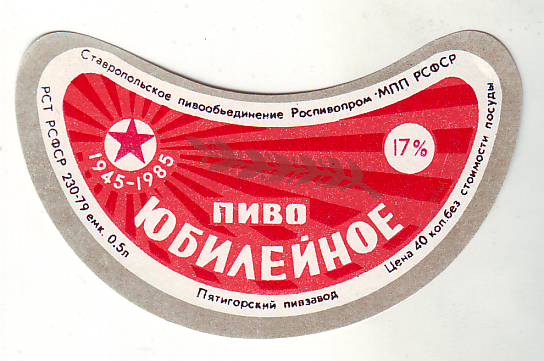 Ставропольское пивообъединение Росписвопром·МПП РСФСР
РСТ РСФСР 230-79 емк. 0.5л
1945-1985
17%
ПИВО
ЮБИЛЕЙНОЕ
Пятигорский пивзавод
Цена 40 коп.без стоимости посуды